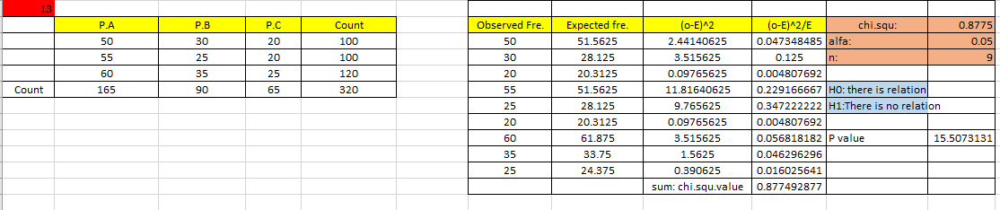 13
P.A P.B P.C Count Observed Fre. Expected fre. (o-E)^2 (o-E)^2/E chi.squ: 0.8775
50 30 20 100 50 51.5625 2.44140625 0.047348485 alfa: 0.05
55 25 20 100 30 28.125 3.515625 0.125 n: 9
60 35 25 120 20 20.3125 0.09765625 0.004807692
Count 165 90 65 320 55 51.5625 11.81640625 0.229166667 H0: there is relation
25 28.125 9.765625 0.347222222 H1:There is no relation
20 20.3125 0.09765625 0.004807692
60 61.875 3.515625 0.056818182 P value 15.5073131
35 33.75 1.5625 0.046296296
25 24.375 0.390625 0.016025641
sum: chi.squ.value 0.877492877